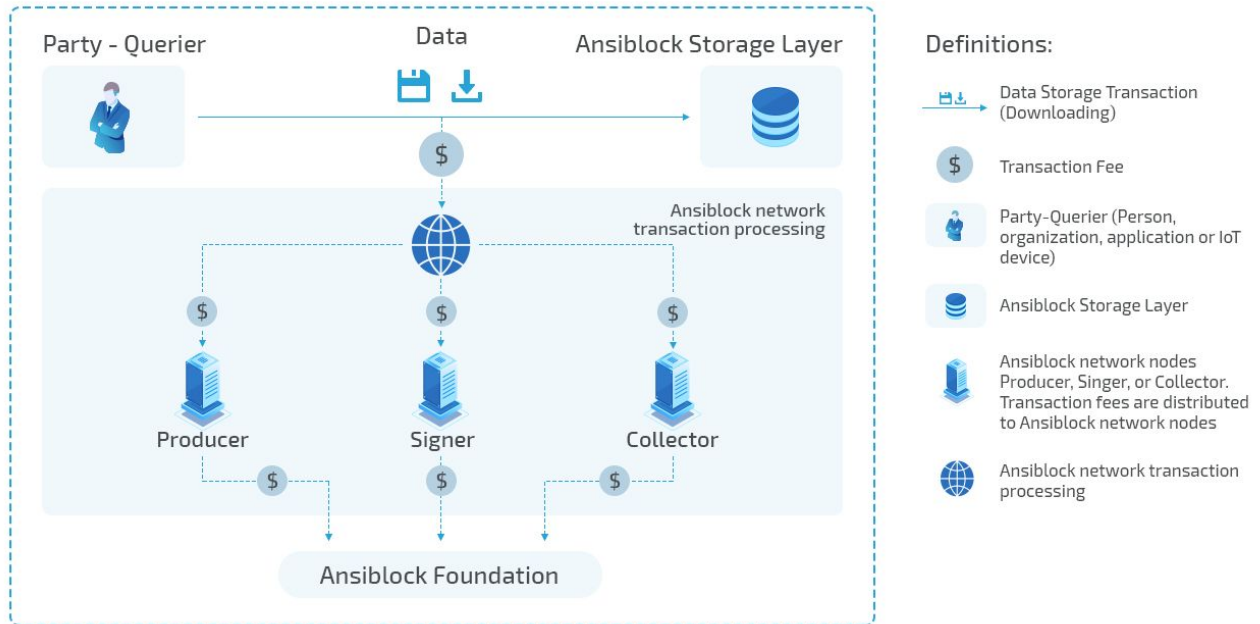 Party - Querier
Data
Ansiblock Storage Layer
$
Ansiblock network
transaction processing
$
$
$
Producer
Signer
Collector
$
$
$
Ansiblock Foundation
Definitions:
Data Storage Transaction
(Downloading)
$
Transaction Fee
Party-Querier (Person,
organization, application or IoT
device)
Ansiblock Storage Layer
Ansiblock network nodes
Producer, Singer, or Collector.
Transaction fees are distributed
to Ansiblock network nodes
Ansiblock network transaction
processing